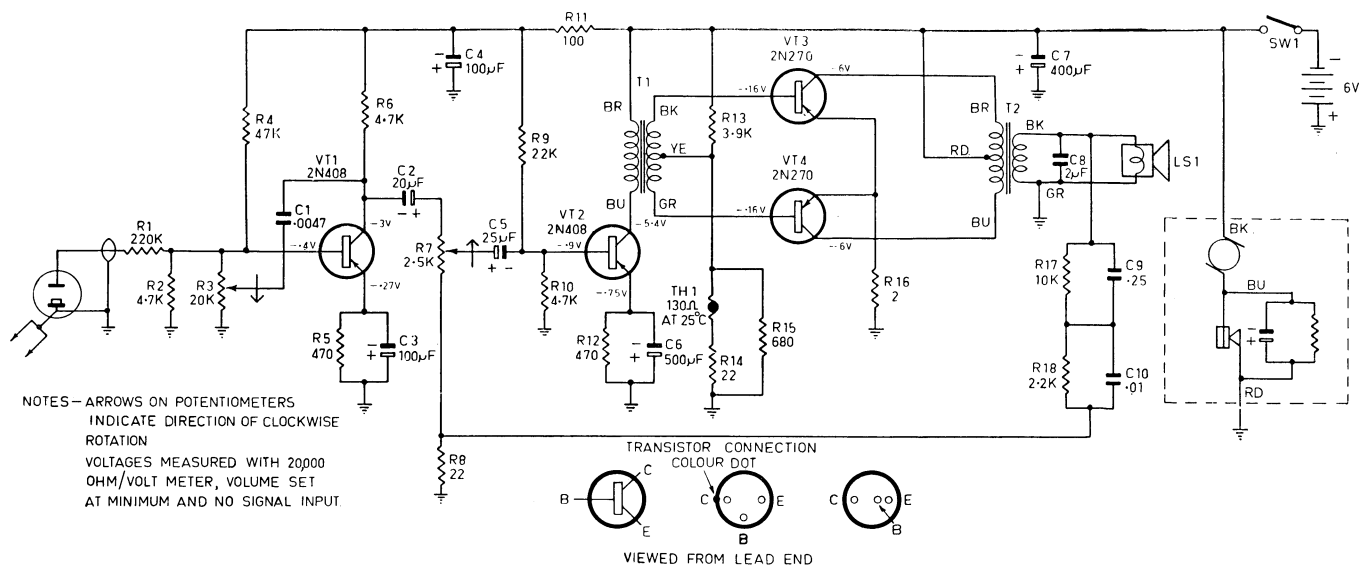 R11
100
SW1
6V
-
+
C4
100µF
-
+
R4
47K
R6
4·7K
R9
22K
T1
BR
BK
YE
GR
BU
R13
3·9K
VT3
2N270
-·16V
-6V
VT4
2N270
-·16V
-6V
C7
400µF
-
+
BR
T2
BK
RD.
BU
GR
C8
2µF
LS1
VT1
2N408
C2
20µF
- +
C1
·0047
-3V
-·4V
-·27V
R1
220K
R2
4·7K
R3
20K
R7
2·5K
C5
25µF
+ -
-·9V
VT2
2N408
-5·4V
-·75V
R10
4·7K
R5
470
C3
100µF
-
+
R12
470
C6
500µF
-
+
TH 1
130Ω
AT 25°C
R14
22
R15
680
R16
2
R17
10K
C9
·25
R18
2·2K
C10
·01
BK.
BU
-
+
RD
R8
22
NOTES— ARROWS ON POTENTIOMETERS
INDICATE DIRECTION OF CLOCKWISE
ROTATION
VOLTAGES MEASURED WITH 20,000
OHM/VOLT METER, VOLUME SET
AT MINIMUM AND NO SIGNAL INPUT.
TRANSISTOR CONNECTION
COLOUR DOT
B
C
E
C
E
B
C
E
B
VIEWED FROM LEAD END